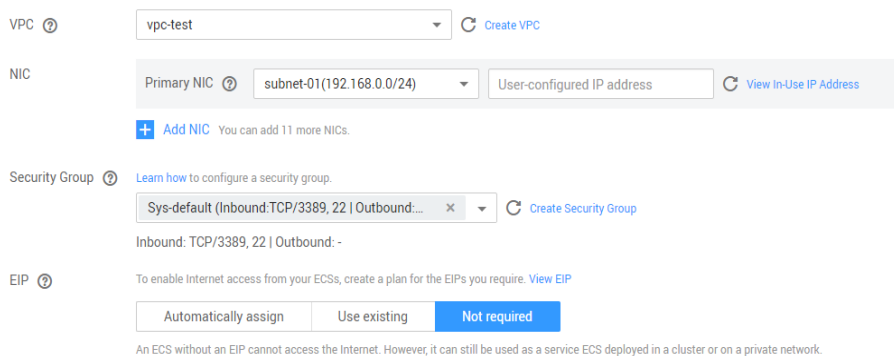 VPC ? vpc-test Create VPC
NIC Primary NIC ? subnet-01(192.168.0.0/24) User-configured IP address View In-Use IP Address
+ Add NIC You can add 11 more NICs.
Security Group ? Learn how to configure a security group.
Sys-default (Inbound:TCP/3389, 22 | Outbound:... × Create Security Group
Inbound: TCP/3389, 22 | Outbound: -
EIP ? To enable Internet access from your ECSs, create a plan for the EIPs you require. View EIP
Automatically assign Use existing Not required
An ECS without an EIP cannot access the Internet. However, it can still be used as a service ECS deployed in a cluster or on a private network.